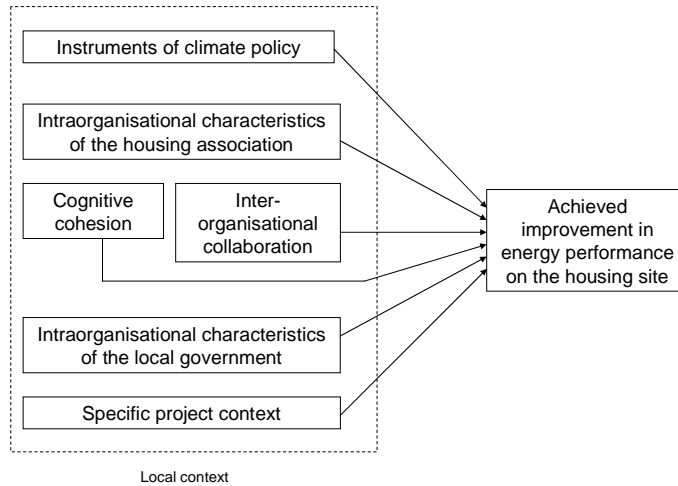 Instruments of climate policy
Intraorganisational characteristics
of the housing association
Cognitive
cohesion
Inter-
organisational
collaboration
Achieved
improvement in
energy performance
on the housing site
Intraorganisational characteristics
of the local government
Specific project context
Local context